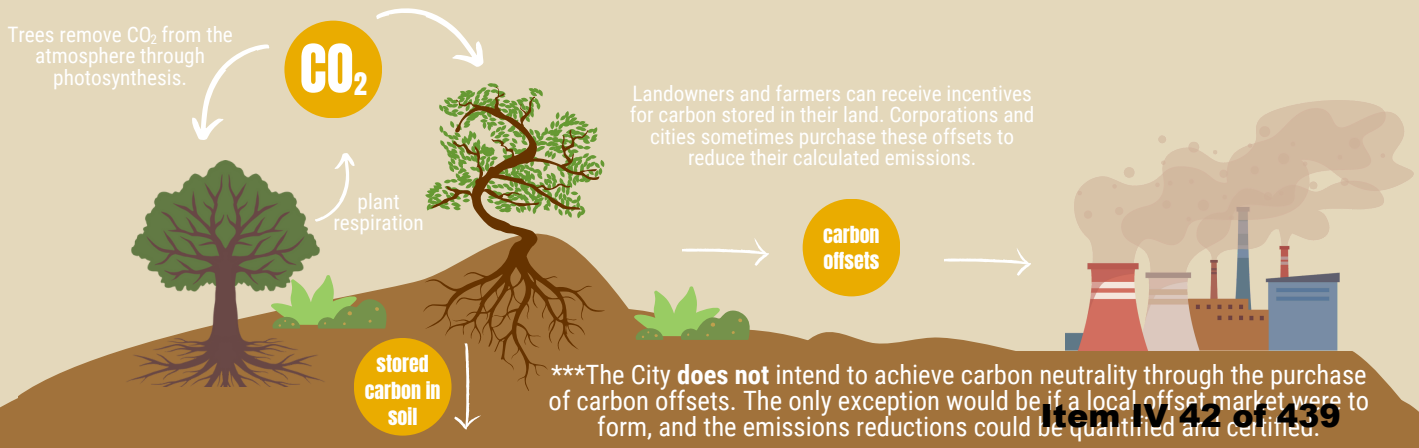 Trees remove CO₂ from the
atmosphere through
photosynthesis.
CO₂
plant
respiration
Landowners and farmers can receive incentives
for carbon stored in their land. Corporations and
cities sometimes purchase these offsets to
reduce their calculated emissions.
carbon
offsets
stored
carbon in
soil
***The City does not intend to achieve carbon neutrality through the purchase
of carbon offsets. The only exception would be if a local offset market were to
form, and the emissions reductions could be quantified and certified.
Item IV 42 of 439